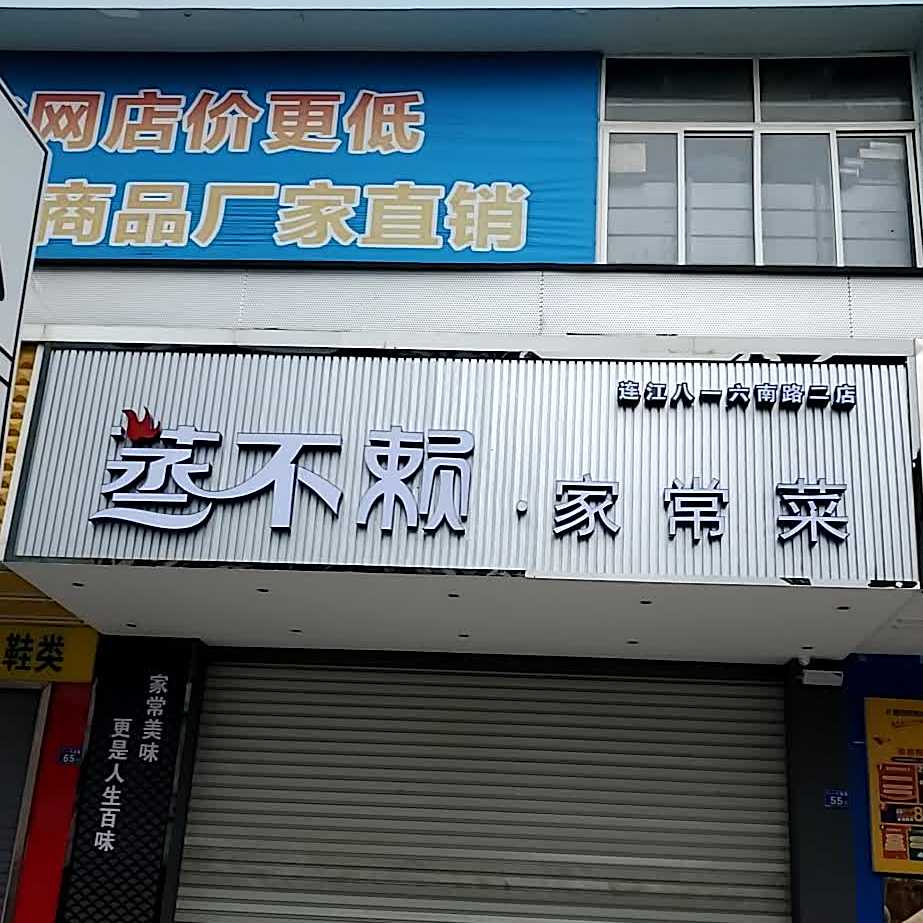 网店价更低
商品厂家直销
连江八一六南路二店
蒸不赖·家常菜
鞋类
家常美味
更是人生百味
65
55